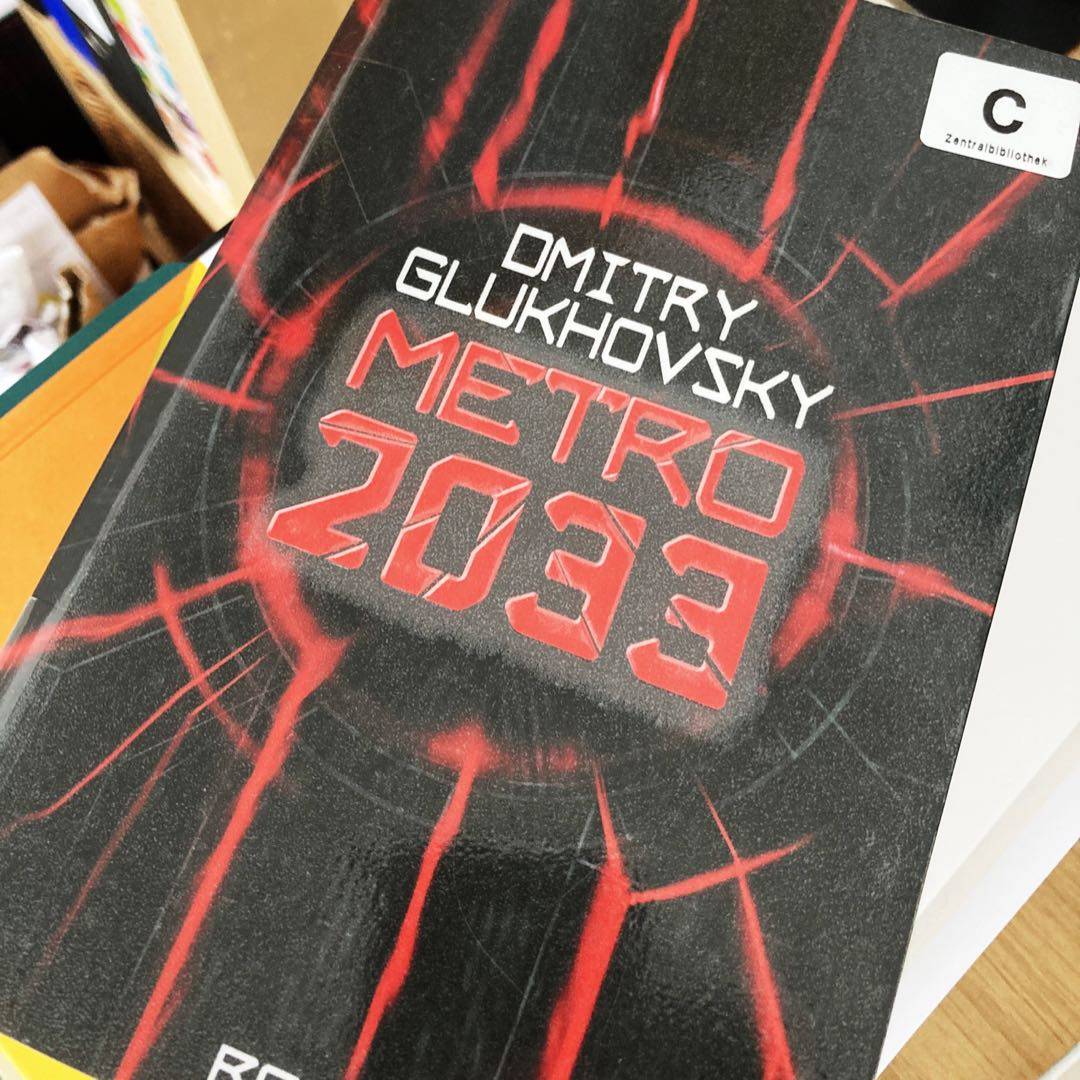 C
Zentralbibliothek
DMITRY
GLUKHOVSKY
METRO
2033